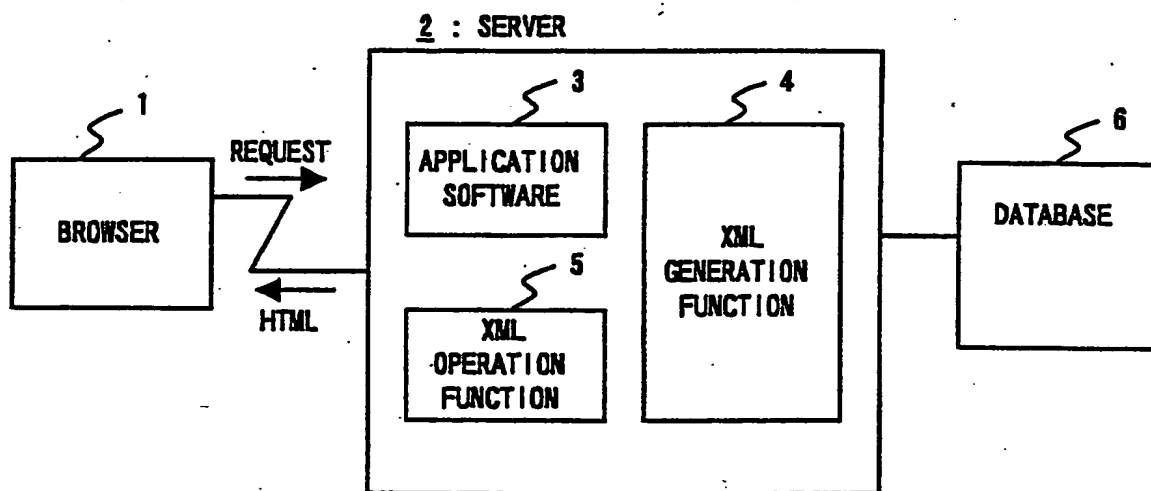 2 : SERVER
1
REQUEST
BROWSER
HTML
3
APPLICATION
SOFTWARE
4
XML
GENERATION
FUNCTION
5
XML
OPERATION
FUNCTION
6
DATABASE